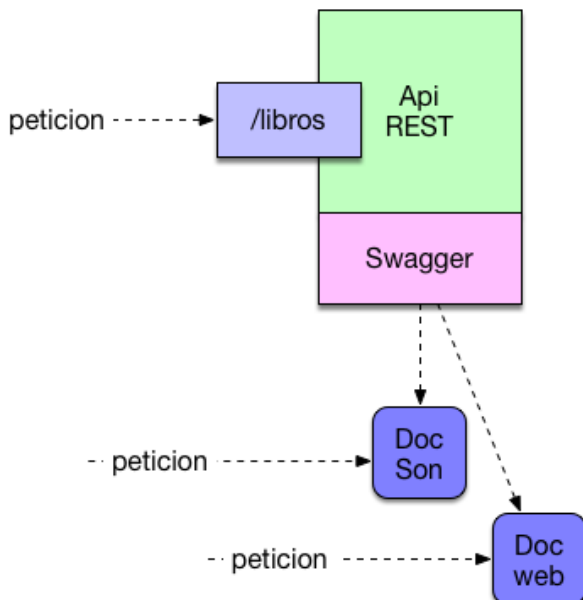 Api
REST
peticion
/libros
Swagger
Doc
Son
peticion
Doc
web
peticion